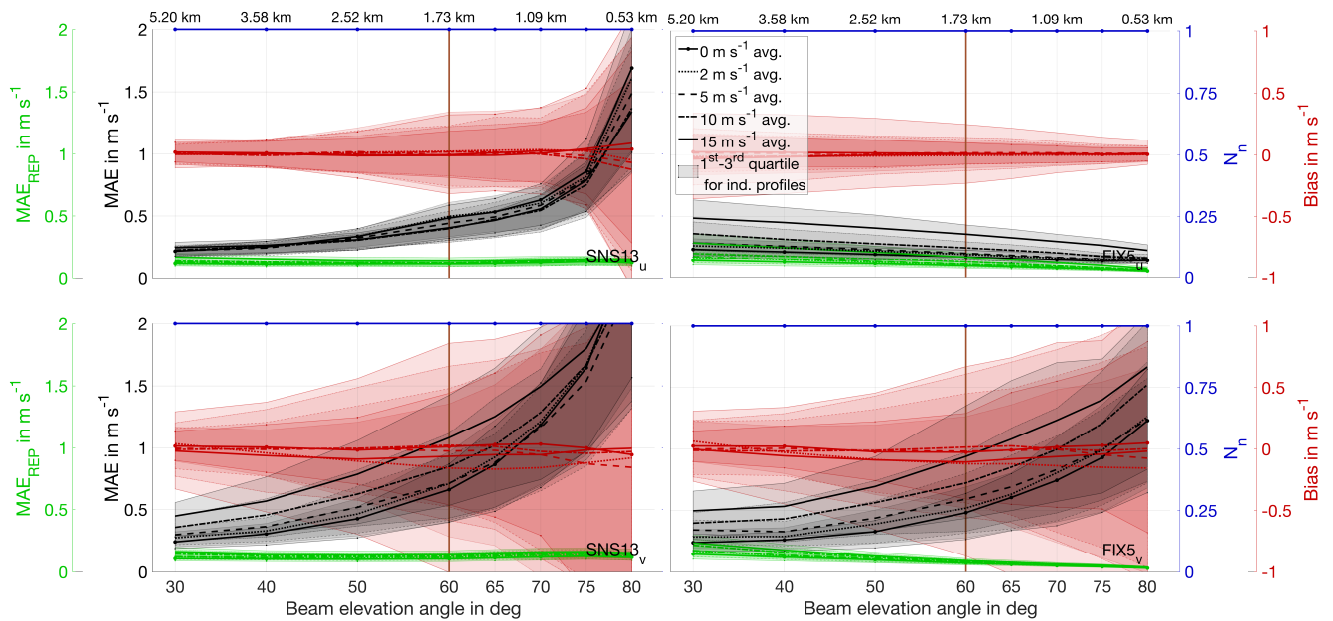 5.20 km 3.58 km 2.52 km 1.73 km 1.09 km 0.53 km
5.20 km 3.58 km 2.52 km 1.73 km 1.09 km 0.53 km
2
1.5
1
0.5
0
MAE_REP in m s^-1
2
1.5
1
0.5
0
MAE in m s^-1
SNS13_u
0 m s^-1 avg.
2 m s^-1 avg.
5 m s^-1 avg.
10 m s^-1 avg.
15 m s^-1 avg.
1^st-3^rd quartile
for ind. profiles
FIX5_u
1
0.75
0.5
0.25
0
N_n
1
0.5
0
-0.5
-1
Bias in m s^-1
2
1.5
1
0.5
0
MAE_REP in m s^-1
2
1.5
1
0.5
0
MAE in m s^-1
SNS13_v
FIX5_v
1
0.75
0.5
0.25
0
N_n
1
0.5
0
-0.5
-1
Bias in m s^-1
30 40 50 60 65 70 75 80
30 40 50 60 65 70 75 80
Beam elevation angle in deg
Beam elevation angle in deg